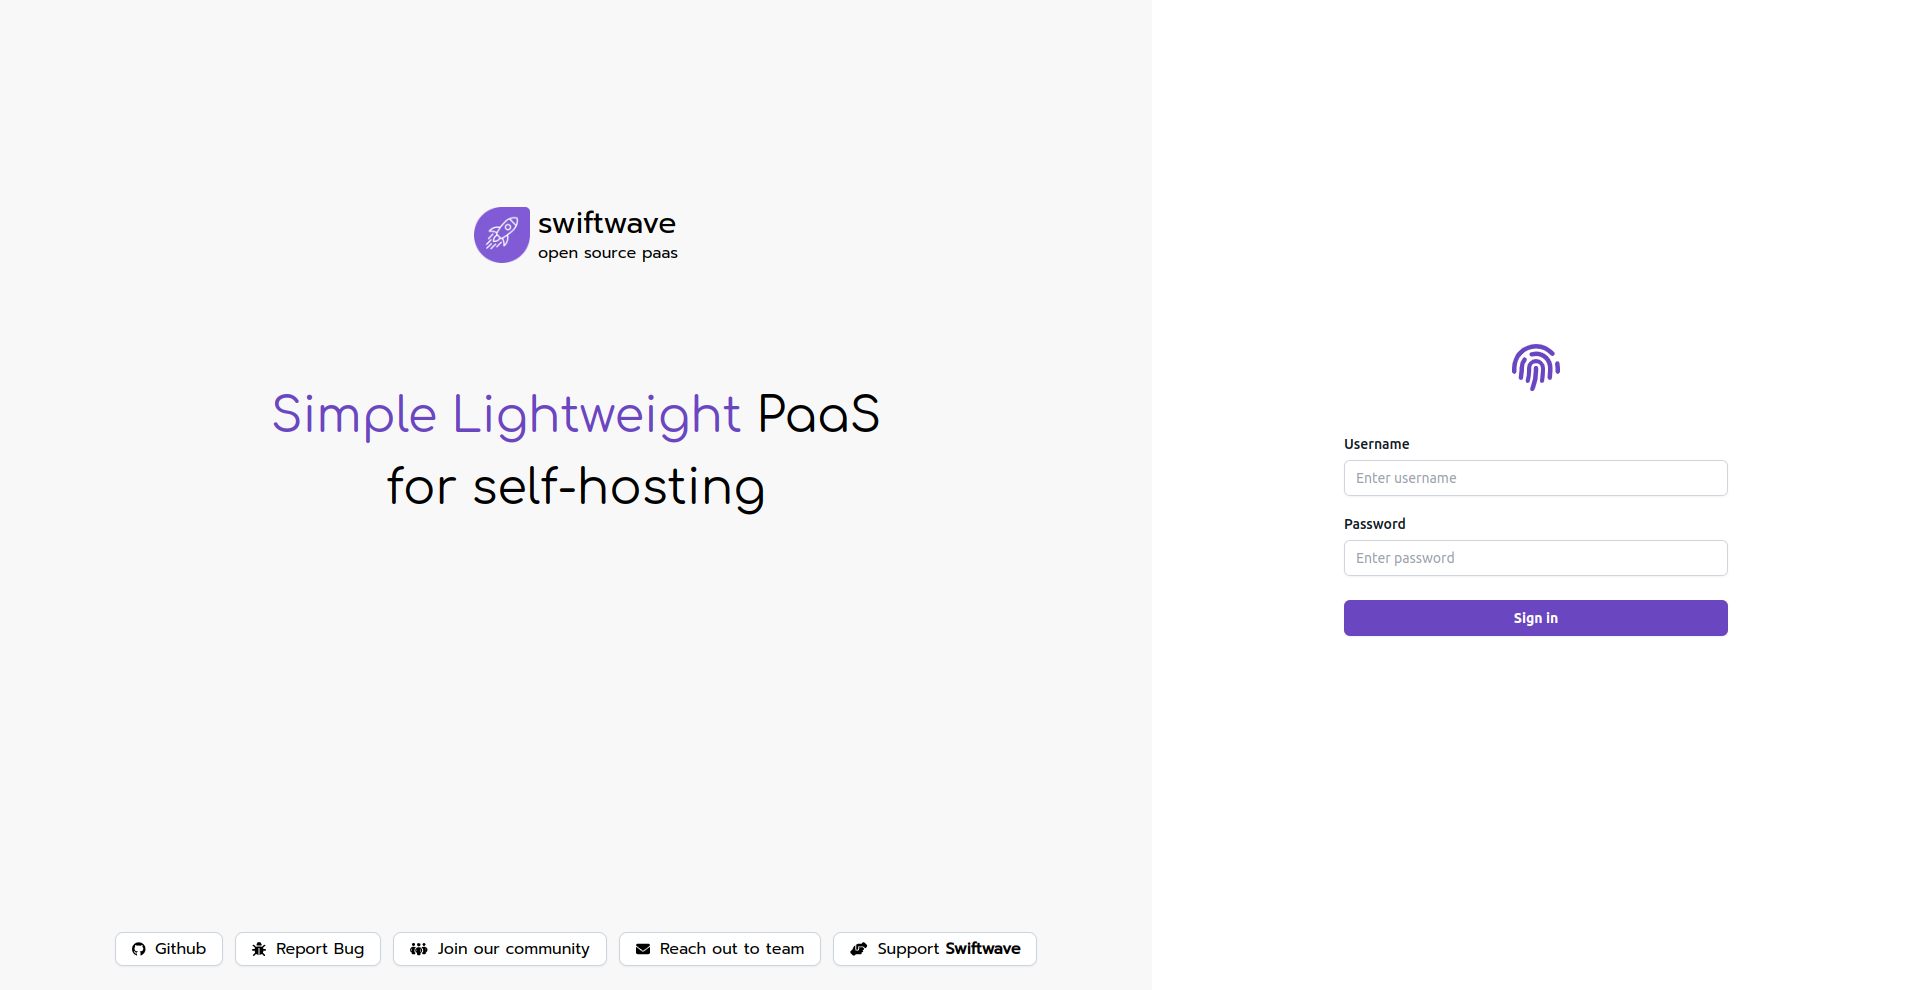 swiftwave
open source paas
Simple Lightweight PaaS
for self-hosting
Github
Report Bug
Join our community
Reach out to team
Support Swiftwave
Username
Enter username
Password
Enter password
Sign in